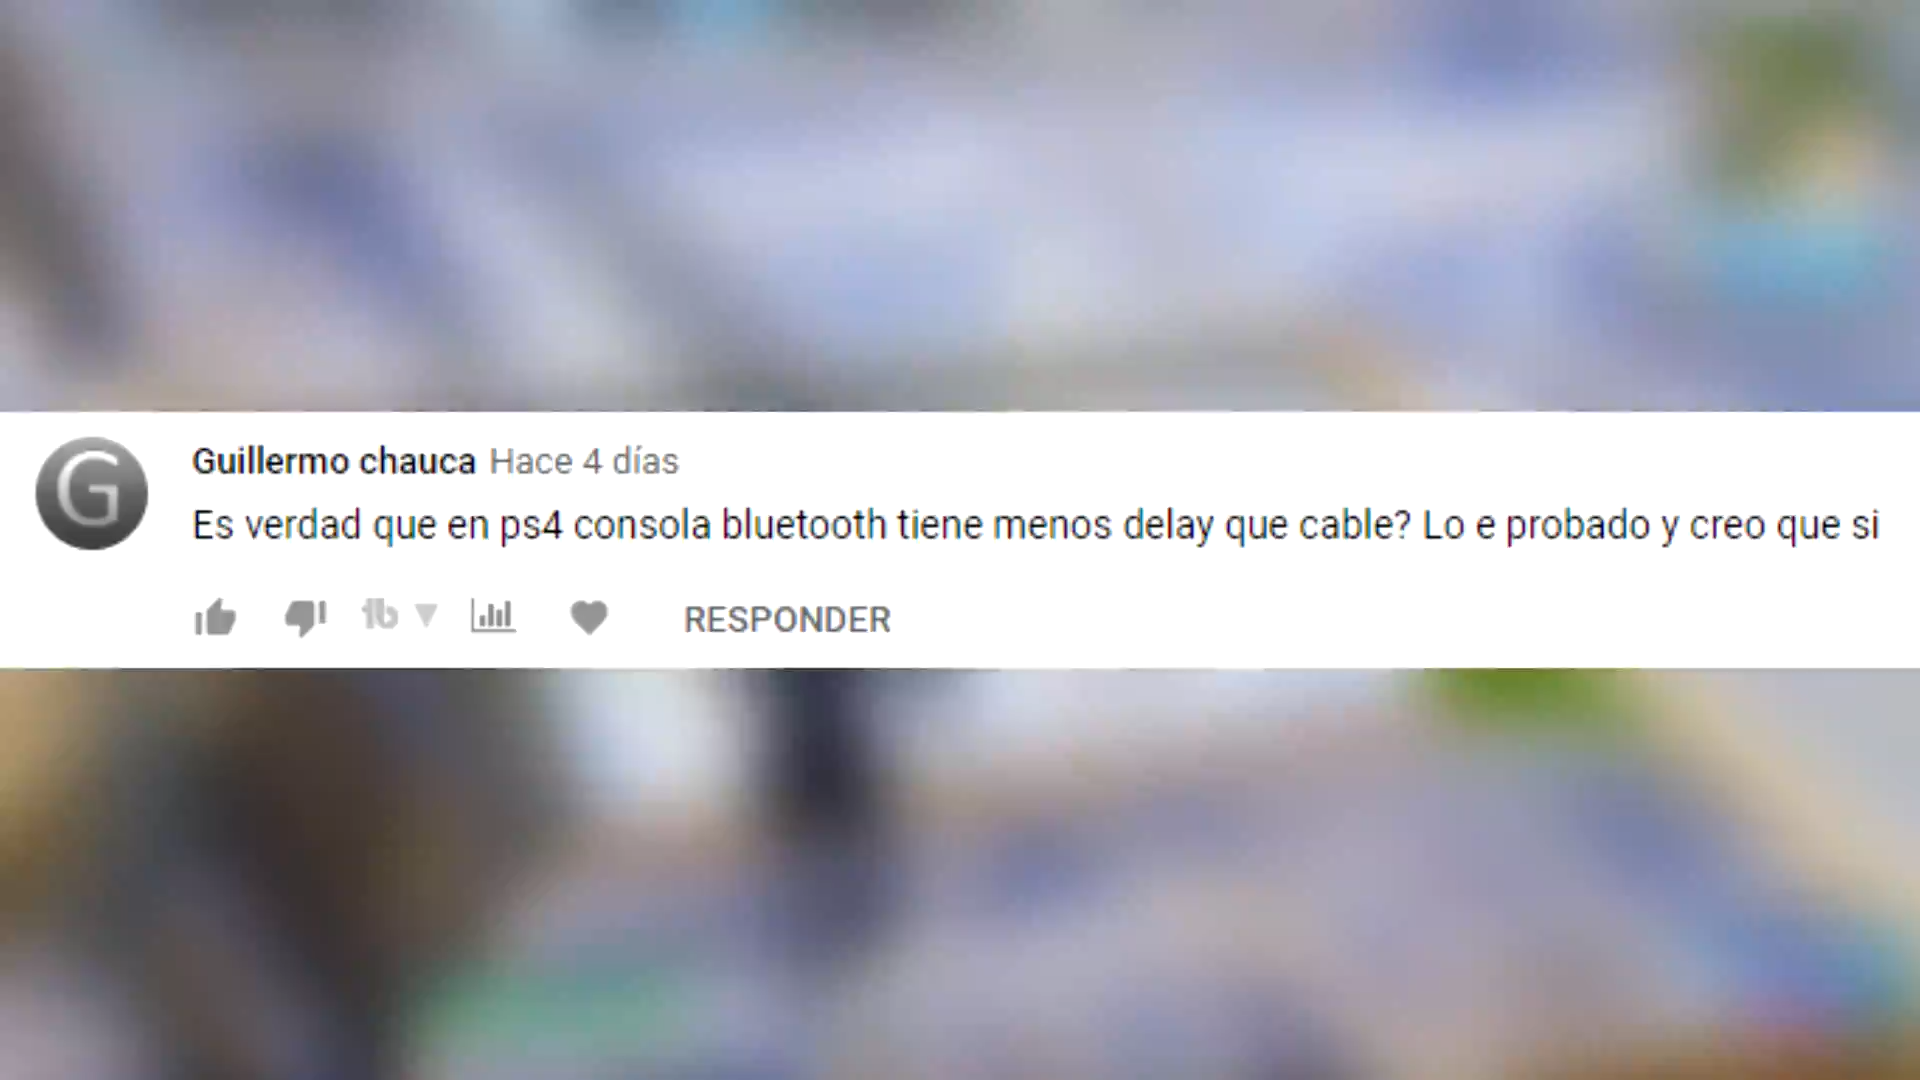 G
Guillermo chauca Hace 4 días
Es verdad que en ps4 consola bluetooth tiene menos delay que cable? Lo e probado y creo que si
tb
RESPONDER